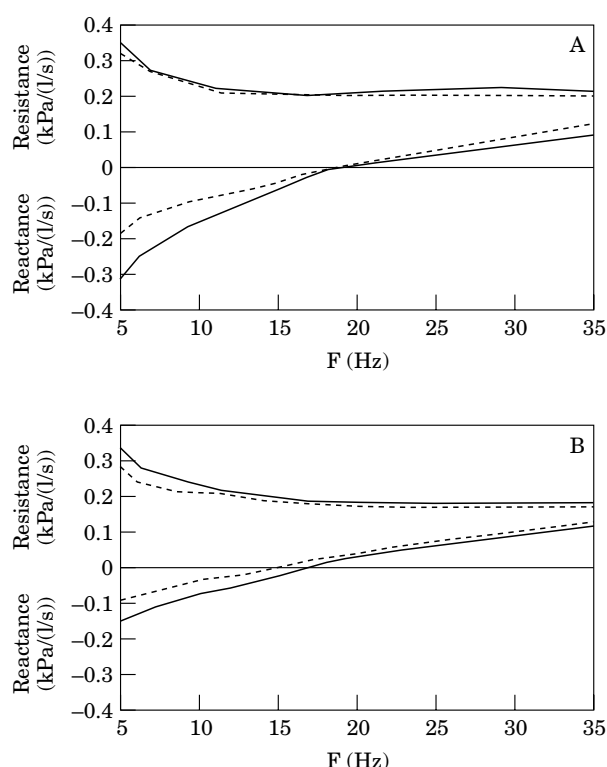 A
Resistance
(kPa/(l/s))
Reactance
(kPa/(l/s))
0.4
0.3
0.2
0.1
0
–0.1
–0.2
–0.3
–0.4
5 10 15 20 25 30 35
F (Hz)
B
Resistance
(kPa/(l/s))
Reactance
(kPa/(l/s))
0.4
0.3
0.2
0.1
0
–0.1
–0.2
–0.3
–0.4
5 10 15 20 25 30 35
F (Hz)